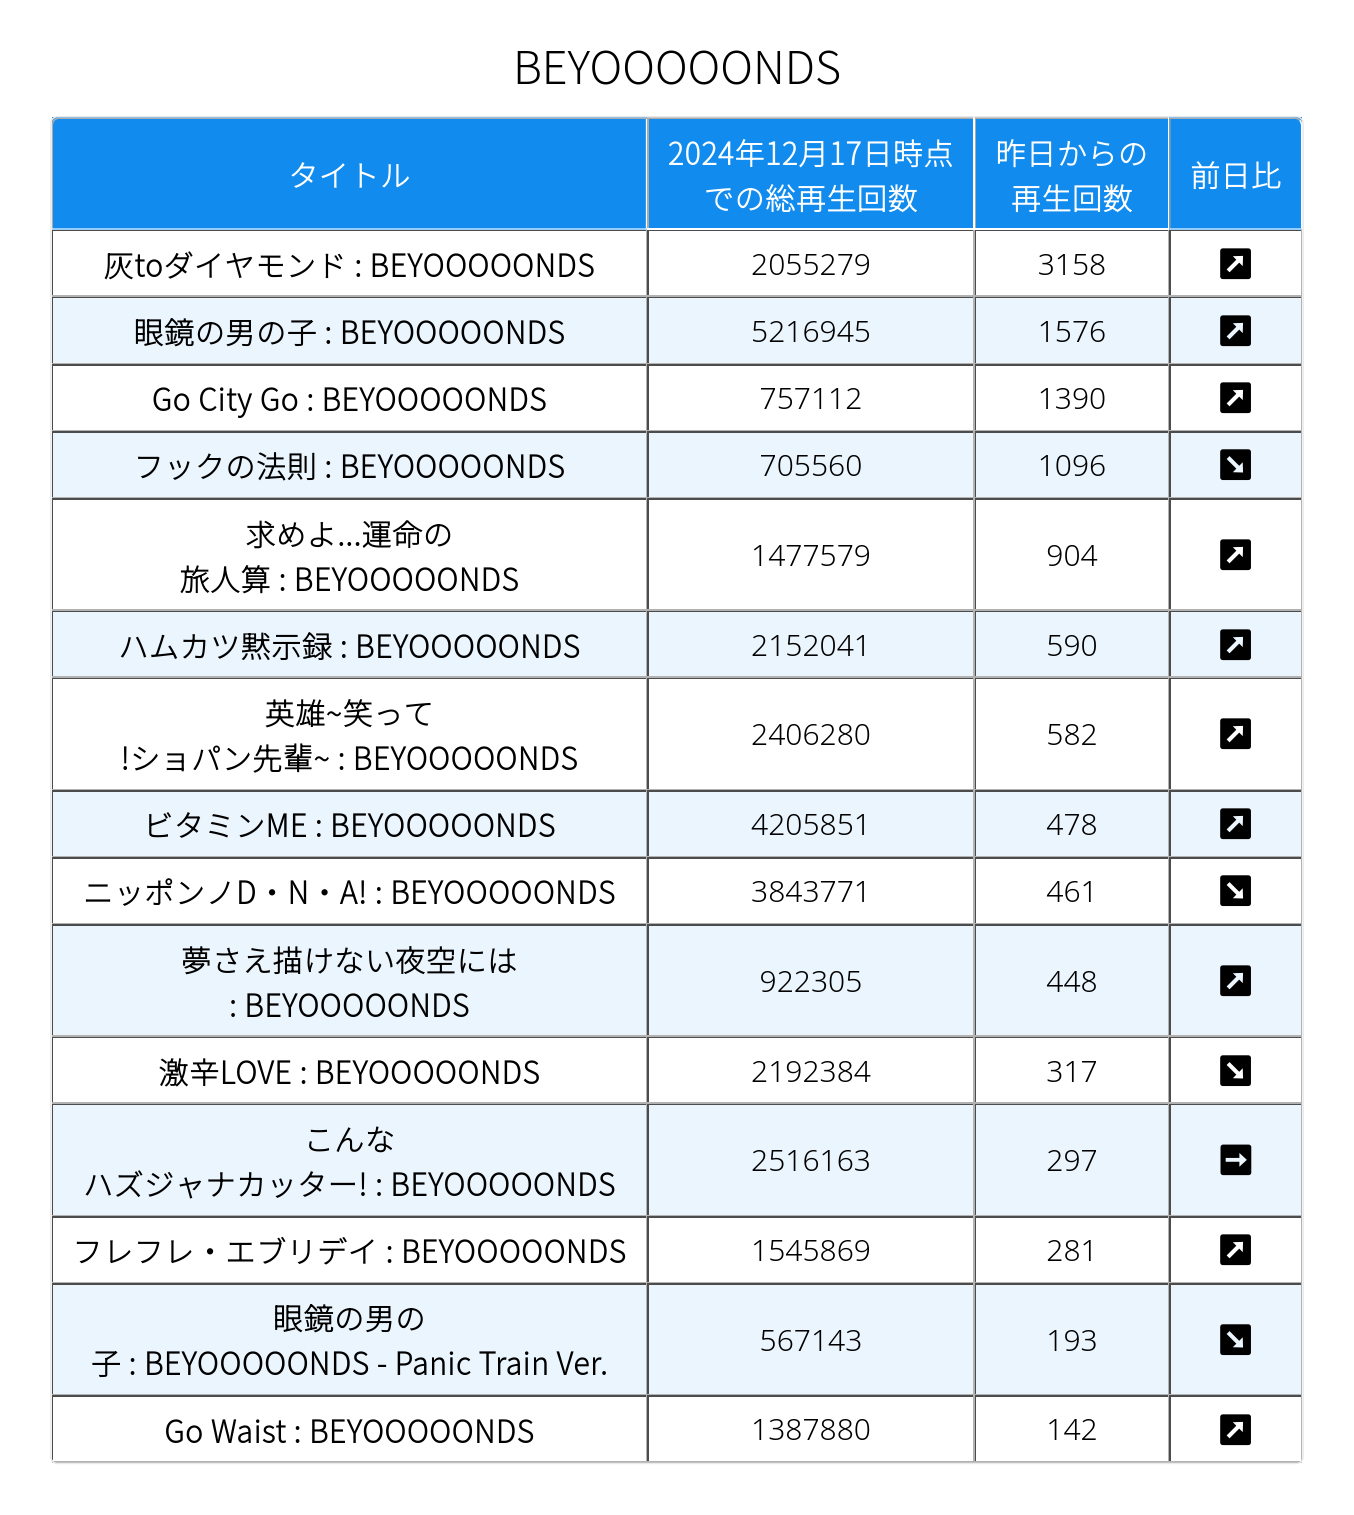 BEYOOOOONDS
タイトル
2024年12月17日時点
での総再生回数
昨日からの
再生回数
前日比
灰toダイヤモンド : BEYOOOOONDS
2055279
3158
眼鏡の男の子 : BEYOOOOONDS
5216945
1576
Go City Go : BEYOOOOONDS
757112
1390
フックの法則 : BEYOOOOONDS
705560
1096
求めよ...運命の
旅人算 : BEYOOOOONDS
1477579
904
ハムカツ黙示録 : BEYOOOOONDS
2152041
590
英雄~笑って
!ショパン先輩~ : BEYOOOOONDS
2406280
582
ビタミンME : BEYOOOOONDS
4205851
478
ニッポンノD・N・A! : BEYOOOOONDS
3843771
461
夢さえ描けない夜空には
: BEYOOOOONDS
922305
448
激辛LOVE : BEYOOOOONDS
2192384
317
こんな
ハズジャナカッター! : BEYOOOOONDS
2516163
297
フレフレ・エブリデイ : BEYOOOOONDS
1545869
281
眼鏡の男の
子 : BEYOOOOONDS - Panic Train Ver.
567143
193
Go Waist : BEYOOOOONDS
1387880
142